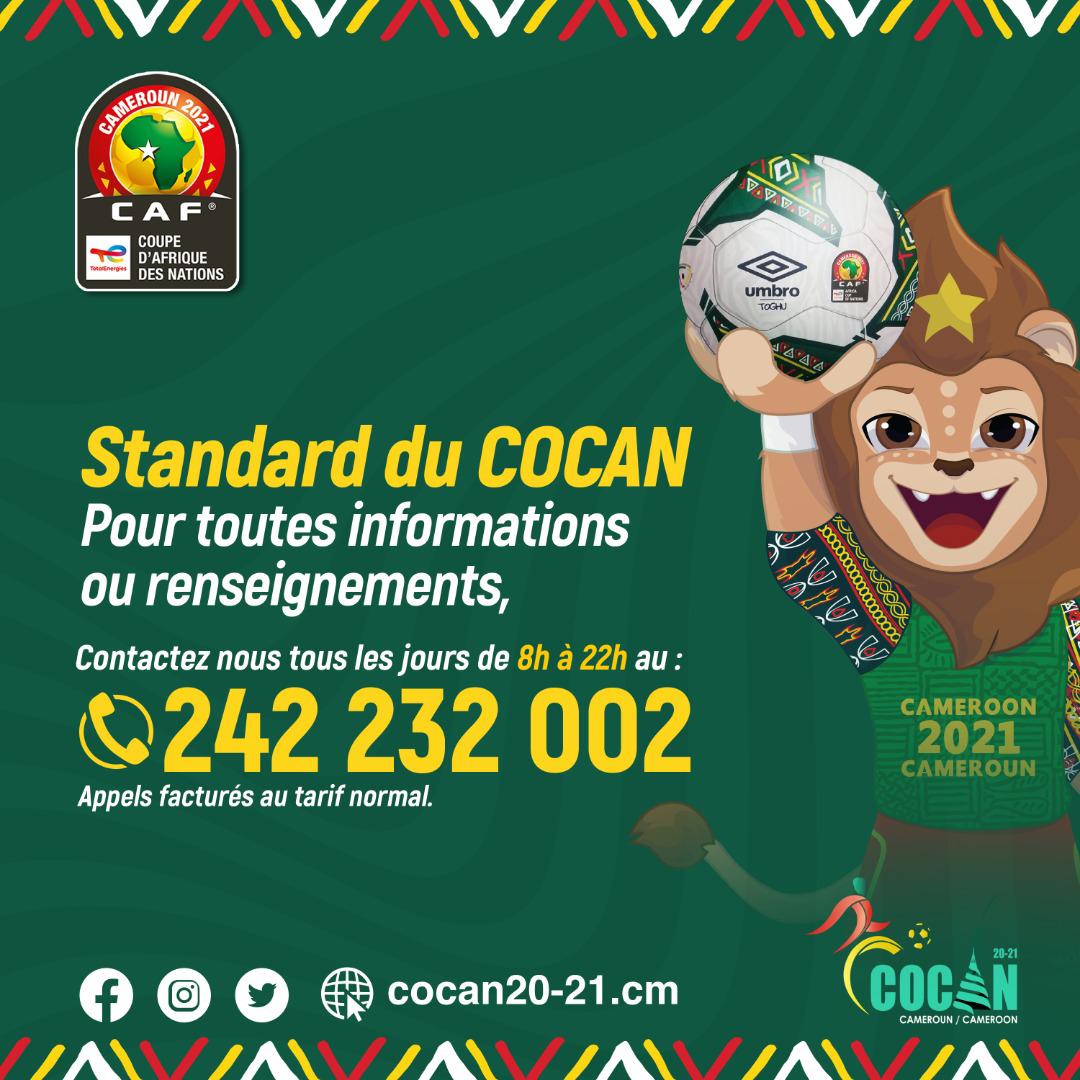 CAMEROUN 2021
CAF®
TotalEnergies
COUPE
D'AFRIQUE
DES NATIONS
umbro
TOGHU
CAF
Standard du COCAN
Pour toutes informations
ou renseignements,
Contactez nous tous les jours de 8h à 22h au :
242 232 002
Appels facturés au tarif normal.
CAMEROON
2021
CAMEROUN
cocan20-21.cm
20-21
COCAN
CAMEROUN / CAMEROON